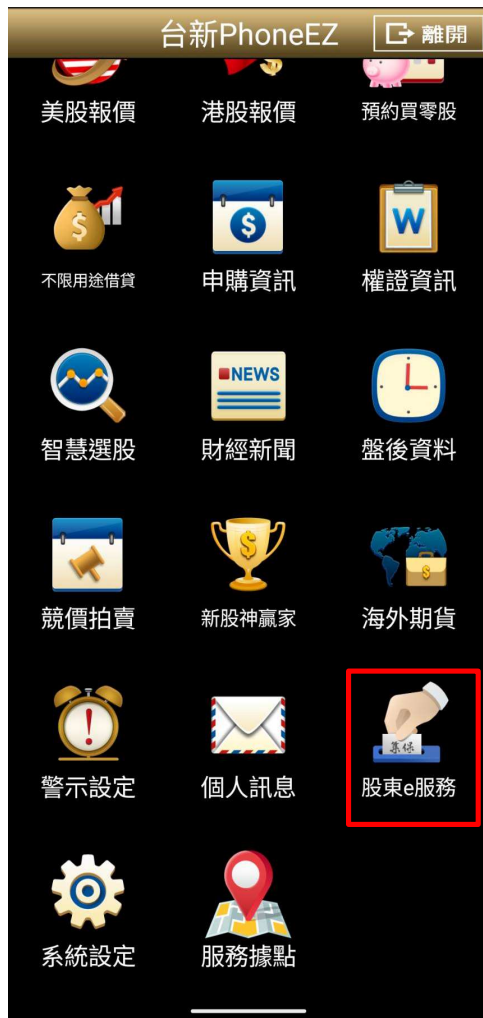 台新PhoneEZ
離開
美股報價
港股報價
預約買零股
$
$
W
不限用途借貸
申購資訊
權證資訊
NEWS
智慧選股
財經新聞
盤後資料
$
$
競價拍賣
新股神贏家
海外期貨
!
集保
警示設定
個人訊息
股東e服務
系統設定
服務據點